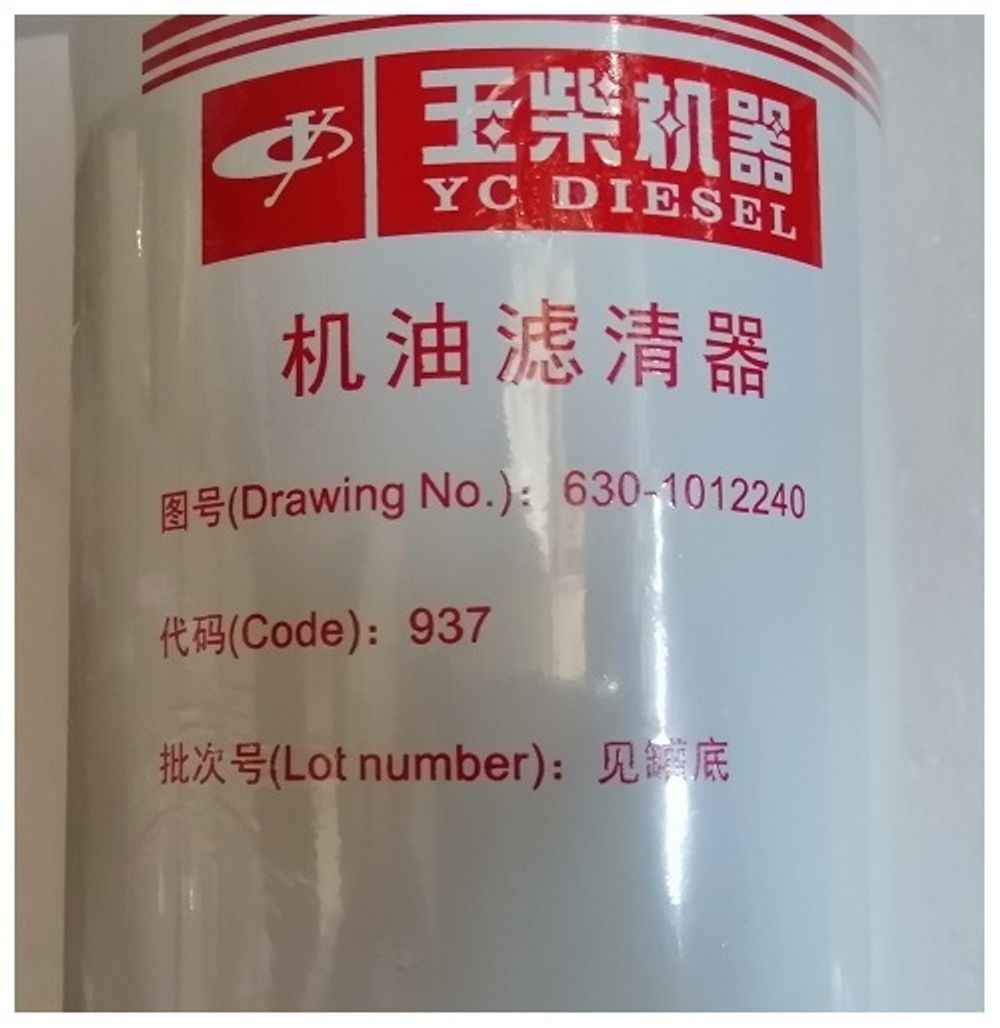 玉柴机器
YC DIESEL
机油滤清器
图号(Drawing No.)：630-1012240
代码(Code)：937
批次号(Lot number)：见罐底